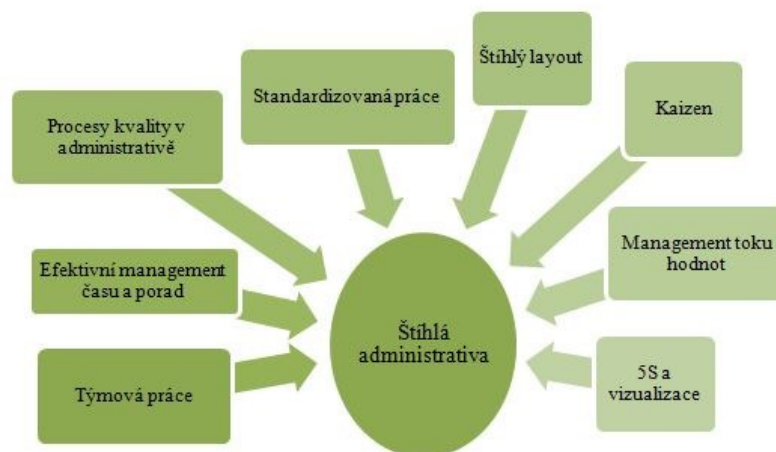 Štíhlý layout
Standardizovaná práce
Kaizen
Procesy kvality v
administrativě
Management toku
hodnot
Efektivní management
času a porad
Štíhlá
administrativa
Týmová práce
5S a
vizualizace